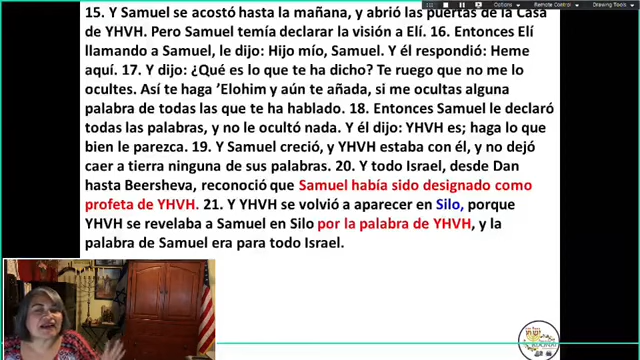 Options
Remote Control
Drawing Tools
15. Y Samuel se acostó hasta la mañana, y abrió las puertas de la Casa
de YHVH. Pero Samuel temía declarar la visión a Elí. 16. Entonces Elí
llamando a Samuel, le dijo: Hijo mío, Samuel. Y él respondió: Heme
aquí. 17. Y dijo: ¿Qué es lo que te ha dicho? Te ruego que no me lo
ocultes. Así te haga ’Elohim y aún te añada, si me ocultas alguna
palabra de todas las que te ha hablado. 18. Entonces Samuel le declaró
todas las palabras, y no le ocultó nada. Y él dijo: YHVH es; haga lo que
bien le parezca. 19. Y Samuel creció, y YHVH estaba con él, y no dejó
caer a tierra ninguna de sus palabras. 20. Y todo Israel, desde Dan
hasta Beersheva, reconoció que Samuel había sido designado como
profeta de YHVH. 21. Y YHVH se volvió a aparecer en Silo, porque
YHVH se revelaba a Samuel en Silo por la palabra de YHVH, y la
palabra de Samuel era para todo Israel.